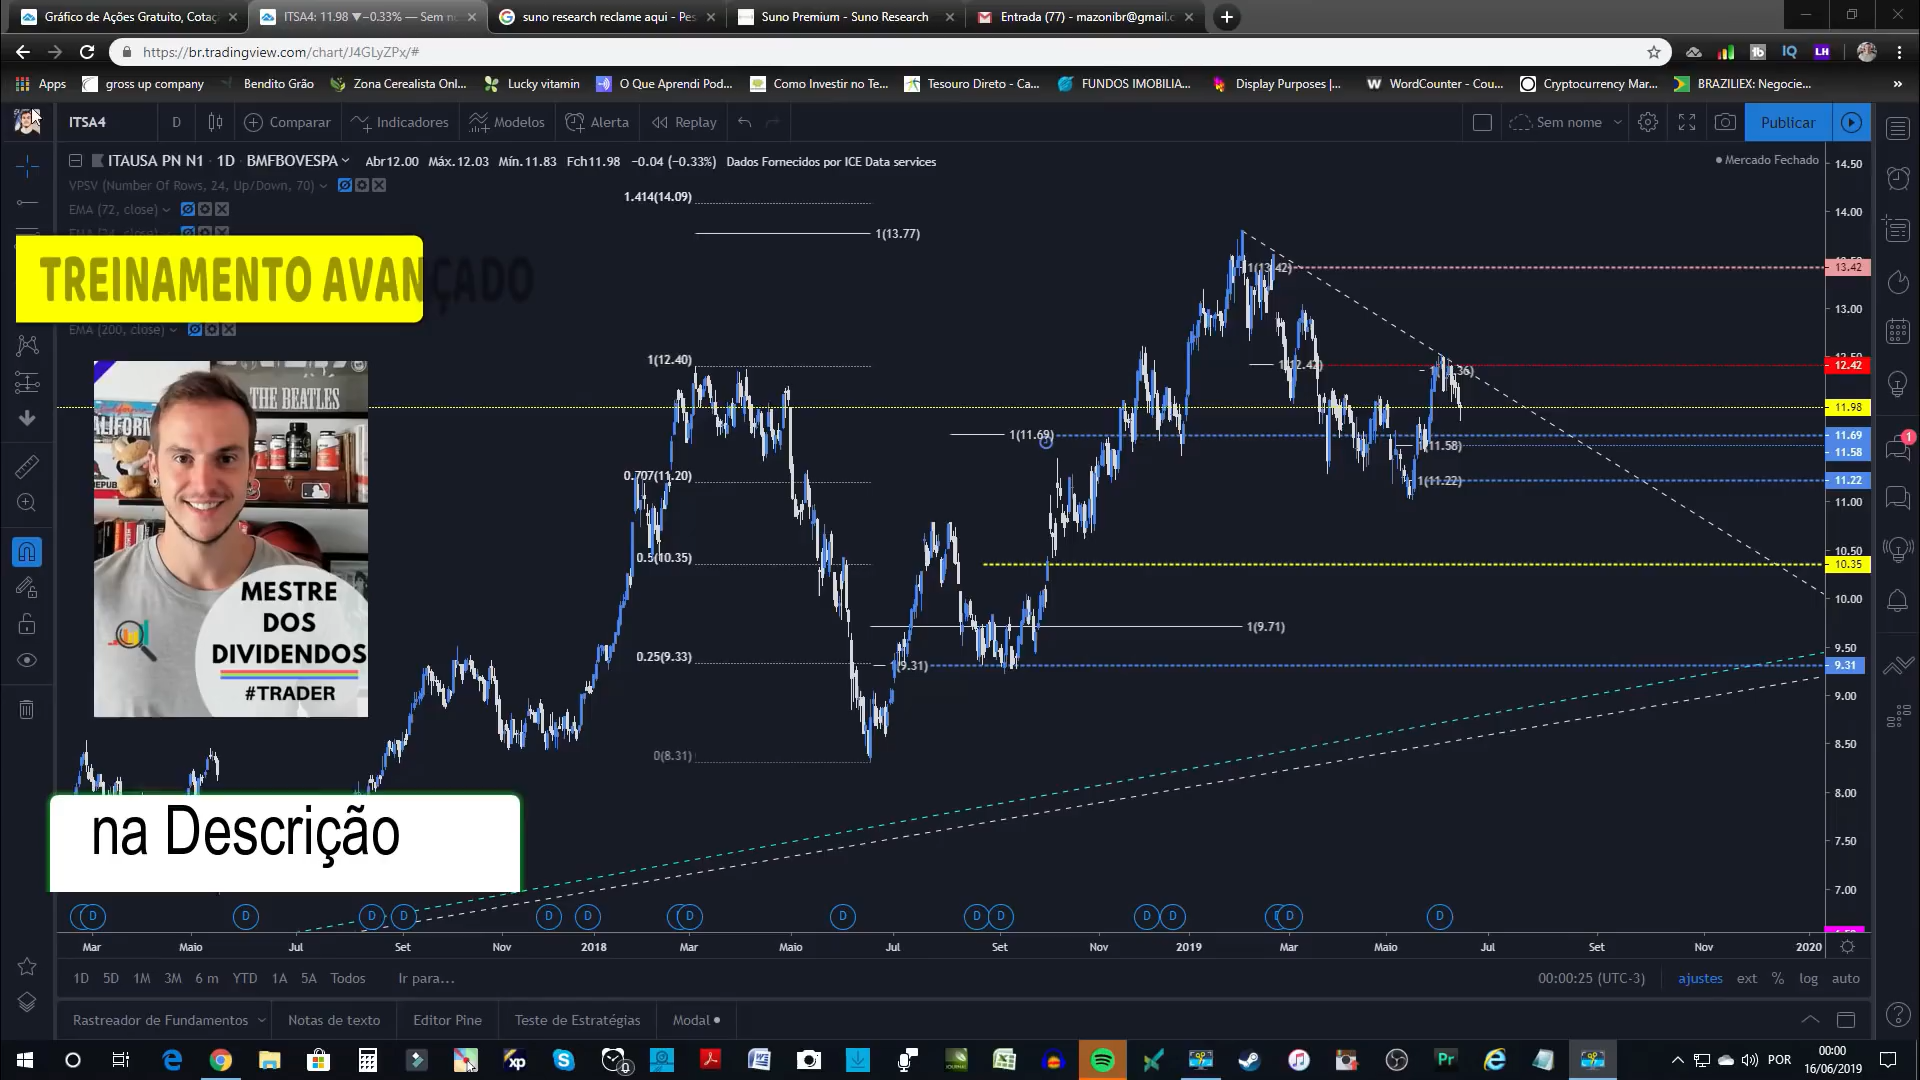 Gráfico de Ações Gratuito, Cotaç
ITSA4: 11.98 ▼−0.33% — Sem no
suno research reclame aqui - Pes
Suno Premium - Suno Research
Entrada (77) - mazonibr@gmail.c
https://br.tradingview.com/chart/J4GLyZPx/#
Apps
gross up company
Bendito Grão
Zona Cerealista Onl...
Lucky vitamin
O Que Aprendi Pod...
Como Investir no Te...
Tesouro Direto - Ca...
FUNDOS IMOBILIA...
Display Purposes |...
WordCounter - Cou...
Cryptocurrency Mar...
BRAZILIEX: Negocie...
»
ITSA4
D
Comparar
Indicadores
Modelos
Alerta
Replay
Sem nome
Publicar
ITAUSA PN N1 · 1D · BMFBOVESPA
Abr12.00 Máx.12.03 Mín.11.83 Fch11.98 −0.04 (−0.33%) Dados Fornecidos por ICE Data services
Mercado Fechado
VPSV (Number Of Rows, 24, Up/Down, 70)
EMA (72, close)
TREINAMENTO AVANÇADO
EMA (200, close)
THE BEATLES
CALIFOR
MESTRE
DOS
DIVIDENDOS
#TRADER
na Descrição
1.414(14.09)
1(13.77)
1(13.42)
1(12.40)
1(12.42)
1(11.69)
1(11.58)
1(11.22)
0.707(11.20)
0.5(10.35)
1(9.71)
0.25(9.33)
1(9.31)
0(8.31)
14.50
14.00
13.42
13.00
12.42
11.98
11.69
11.58
11.22
11.00
10.50
10.35
10.00
9.50
9.31
9.00
8.50
8.00
7.50
7.00
1
D D D D D D D D D D D D D D
Mar Maio Jul Set Nov 2018 Mar Maio Jul Set Nov 2019 Mar Maio Jul Set Nov 2020
1D 5D 1M 3M 6 m YTD 1A 5A Todos Ir para...
00:00:25 (UTC-3) ajustes ext % log auto
Rastreador de Fundamentos
Notas de texto
Editor Pine
Teste de Estratégias
Modal
POR
00:00
16/06/2019